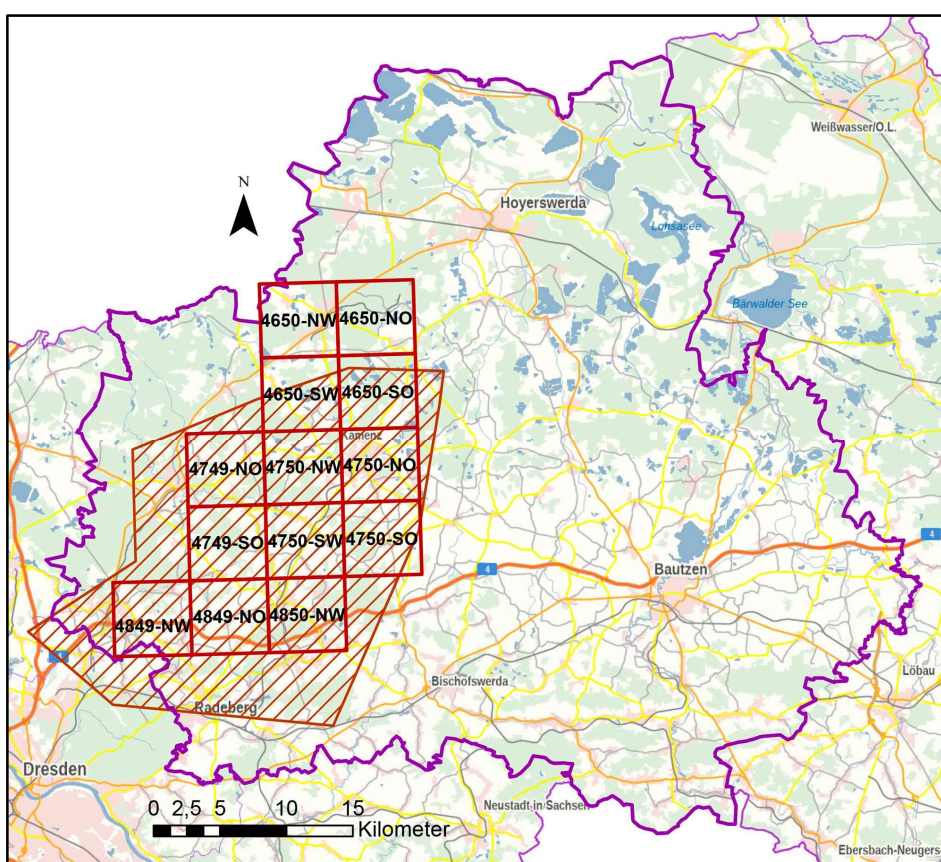 Weißwasser/O.L.
N
Hoyerswerda
Lohsasee
Bärwalder See
4650-NW
4650-NO
4650-SW
4650-SO
Kamenz
4749-NO
4750-NW
4750-NO
4749-SO
4750-SW
4750-SO
4
4
Bautzen
4849-NW
4849-NO
4850-NW
4
Löbau
Bischofswerda
Radeberg
Dresden
Neustadt in Sachsen
0 2,5 5 10 15
Kilometer
Ebersbach-Neugers